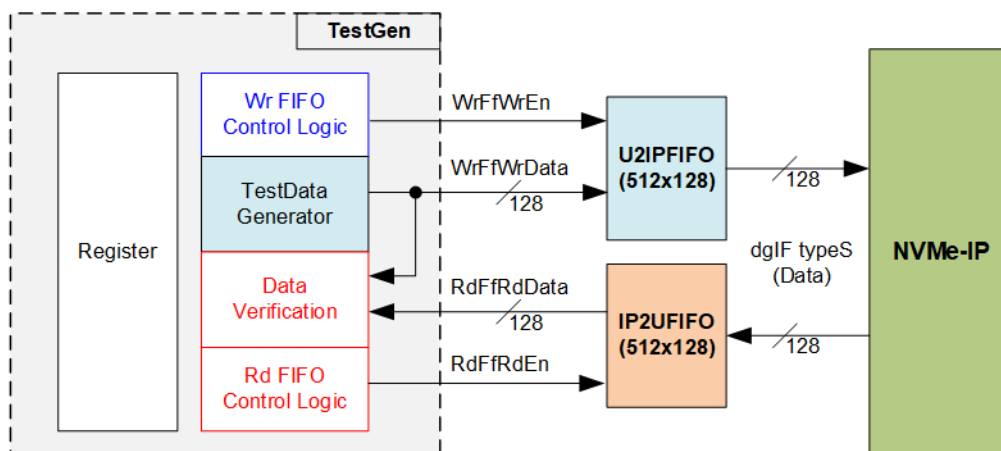 TestGen
Register
Wr FIFO
Control Logic
TestData
Generator
Data
Verification
Rd FIFO
Control Logic
WrFfWrEn
WrFfWrData
128
RdFfRdData
128
RdFfRdEn
U2IPFIFO
(512x128)
IP2UFIFO
(512x128)
128
dgIF typeS
(Data)
128
NVMe-IP